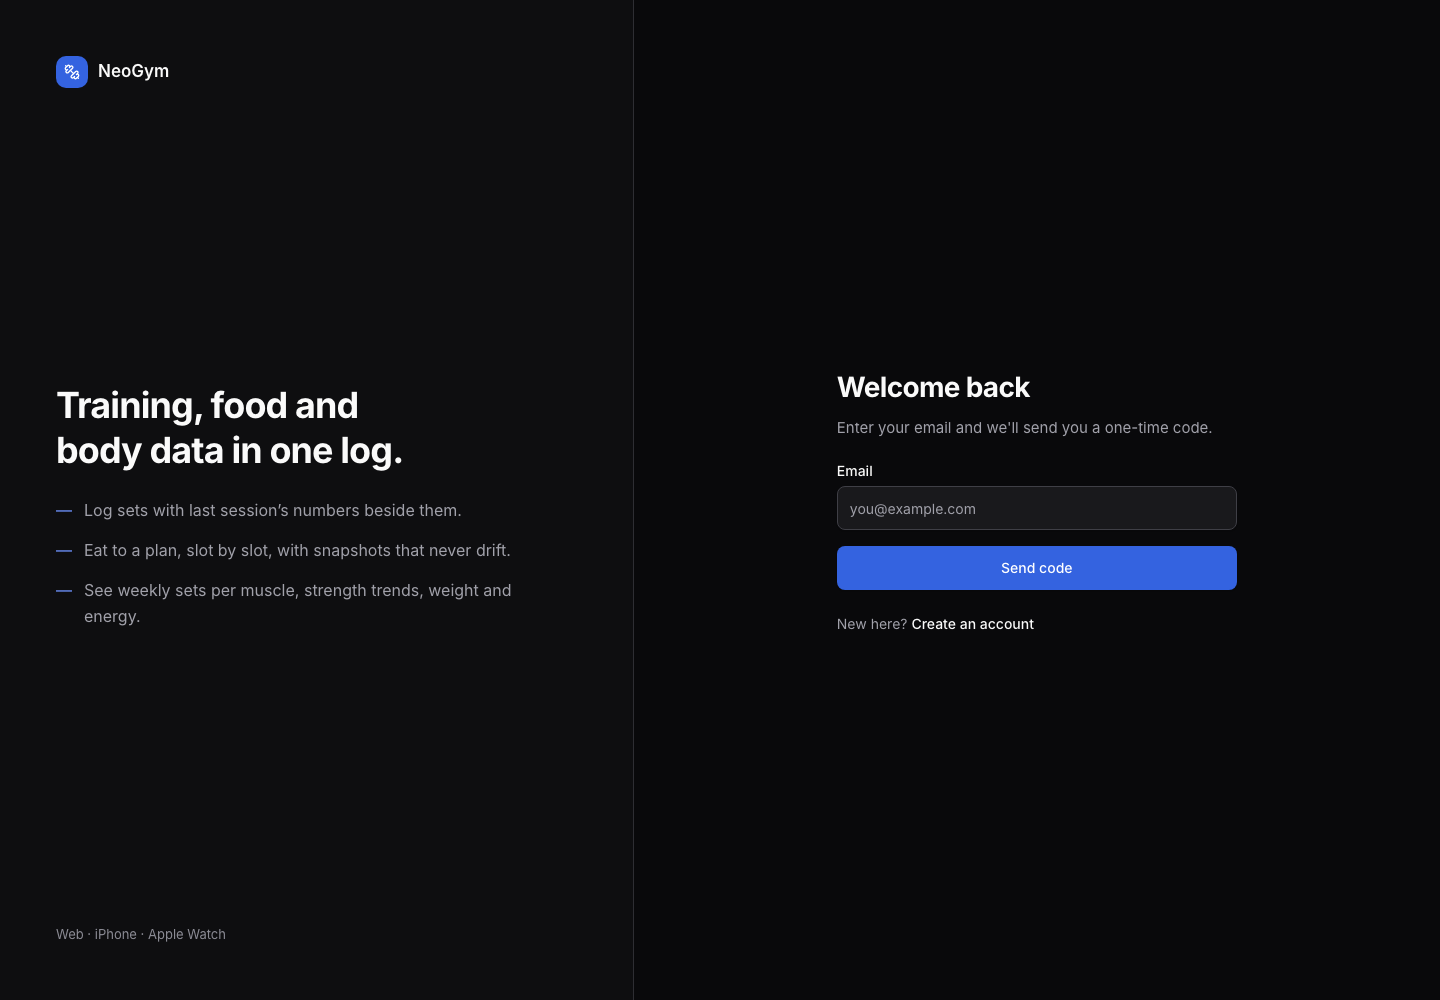 NeoGym
Training, food and
body data in one log.
Log sets with last session’s numbers beside them.
Eat to a plan, slot by slot, with snapshots that never drift.
See weekly sets per muscle, strength trends, weight and
energy.
Web · iPhone · Apple Watch
Welcome back
Enter your email and we'll send you a one-time code.
Email
you@example.com
Send code
New here? Create an account